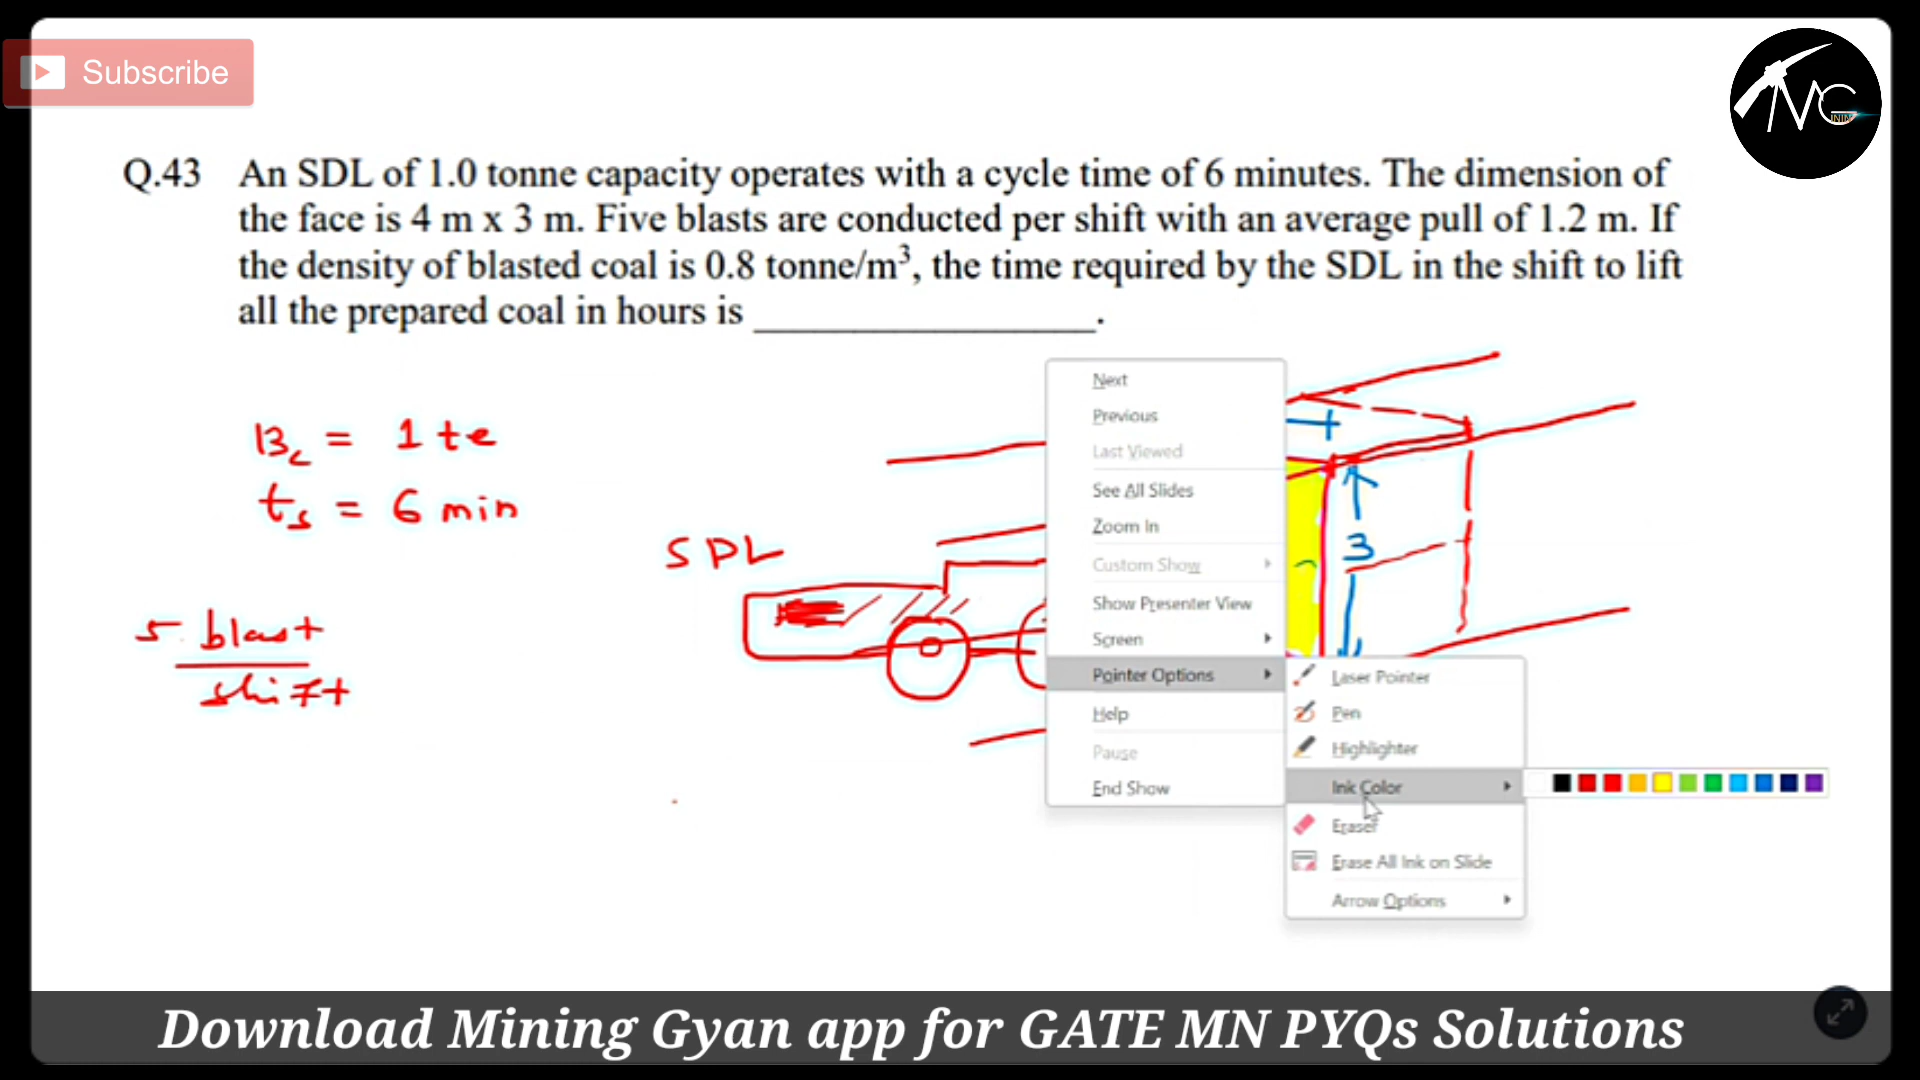 Subscribe
MG
ININ
Q.43 An SDL of 1.0 tonne capacity operates with a cycle time of 6 minutes. The dimension of
the face is 4 m x 3 m. Five blasts are conducted per shift with an average pull of 1.2 m. If
the density of blasted coal is 0.8 tonne/m³, the time required by the SDL in the shift to lift
all the prepared coal in hours is ____________.
Bc = 1 te
ts = 6 min
SDL
5 blast
shift
3
Next
Previous
Last Viewed
See All Slides
Zoom In
Custom Show
Show Presenter View
Screen
Pointer Options
Help
Pause
End Show
Laser Pointer
Pen
Highlighter
Ink Color
Eraser
Erase All Ink on Slide
Arrow Options
Download Mining Gyan app for GATE MN PYQs Solutions